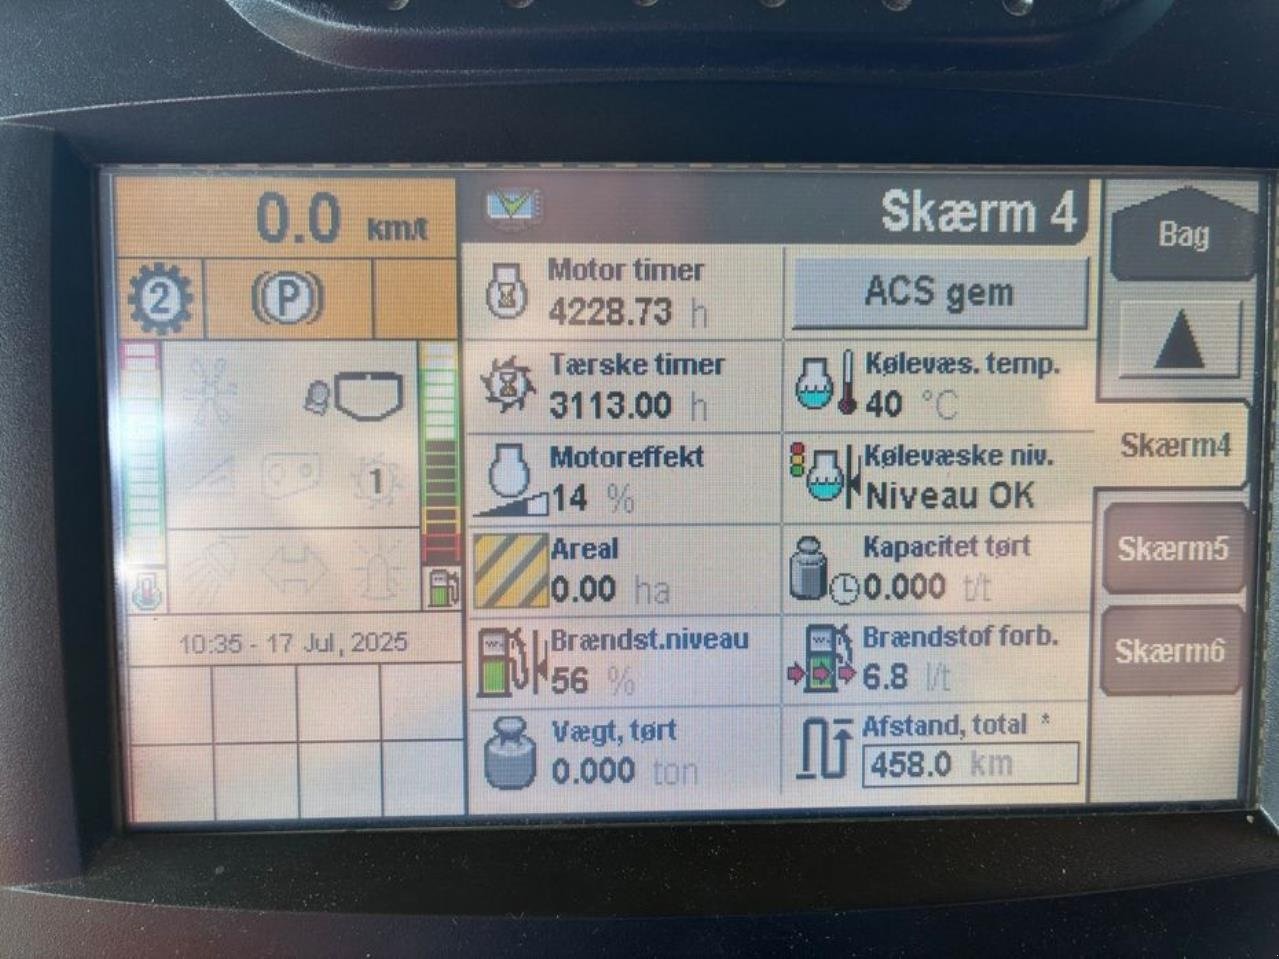 0.0 km/t
Skærm 4
Bag
2
P
Motor timer
4228.73 h
ACS gem
Tærske timer
3113.00 h
Kølevæs. temp.
40 °C
Skærm4
1
Motoreffekt
14 %
Kølevæske niv.
Niveau OK
Areal
0.00 ha
Kapacitet tørt
0.000 t/t
Skærm5
10:35 - 17 Jul, 2025
Brændst.niveau
56 %
Brændstof forb.
6.8 l/t
Skærm6
Vægt, tørt
0.000 ton
Afstand, total *
458.0 km